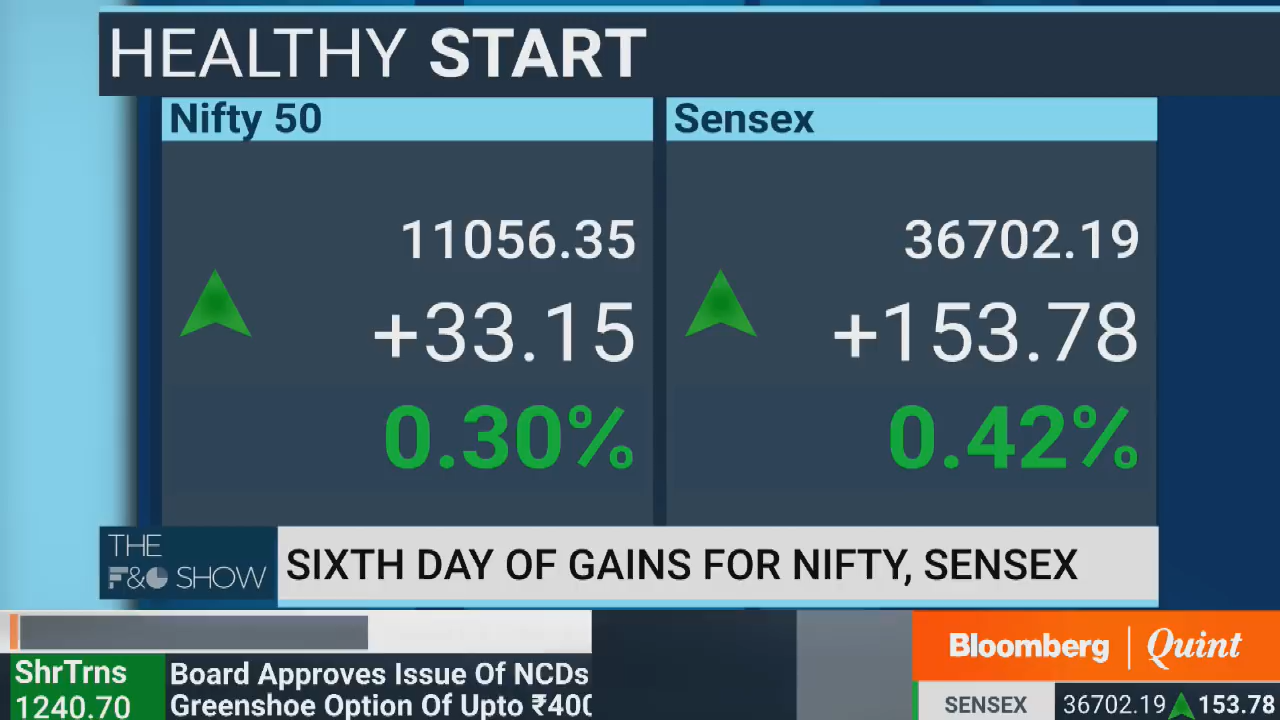 HEALTHY START
Nifty 50
11056.35
+33.15
0.30%
Sensex
36702.19
+153.78
0.42%
THE
F&O SHOW
SIXTH DAY OF GAINS FOR NIFTY, SENSEX
ShrTrns
1240.70
Board Approves Issue Of NCDs
Greenshoe Option Of Upto ₹400
Bloomberg | Quint
SENSEX 36702.19 153.78